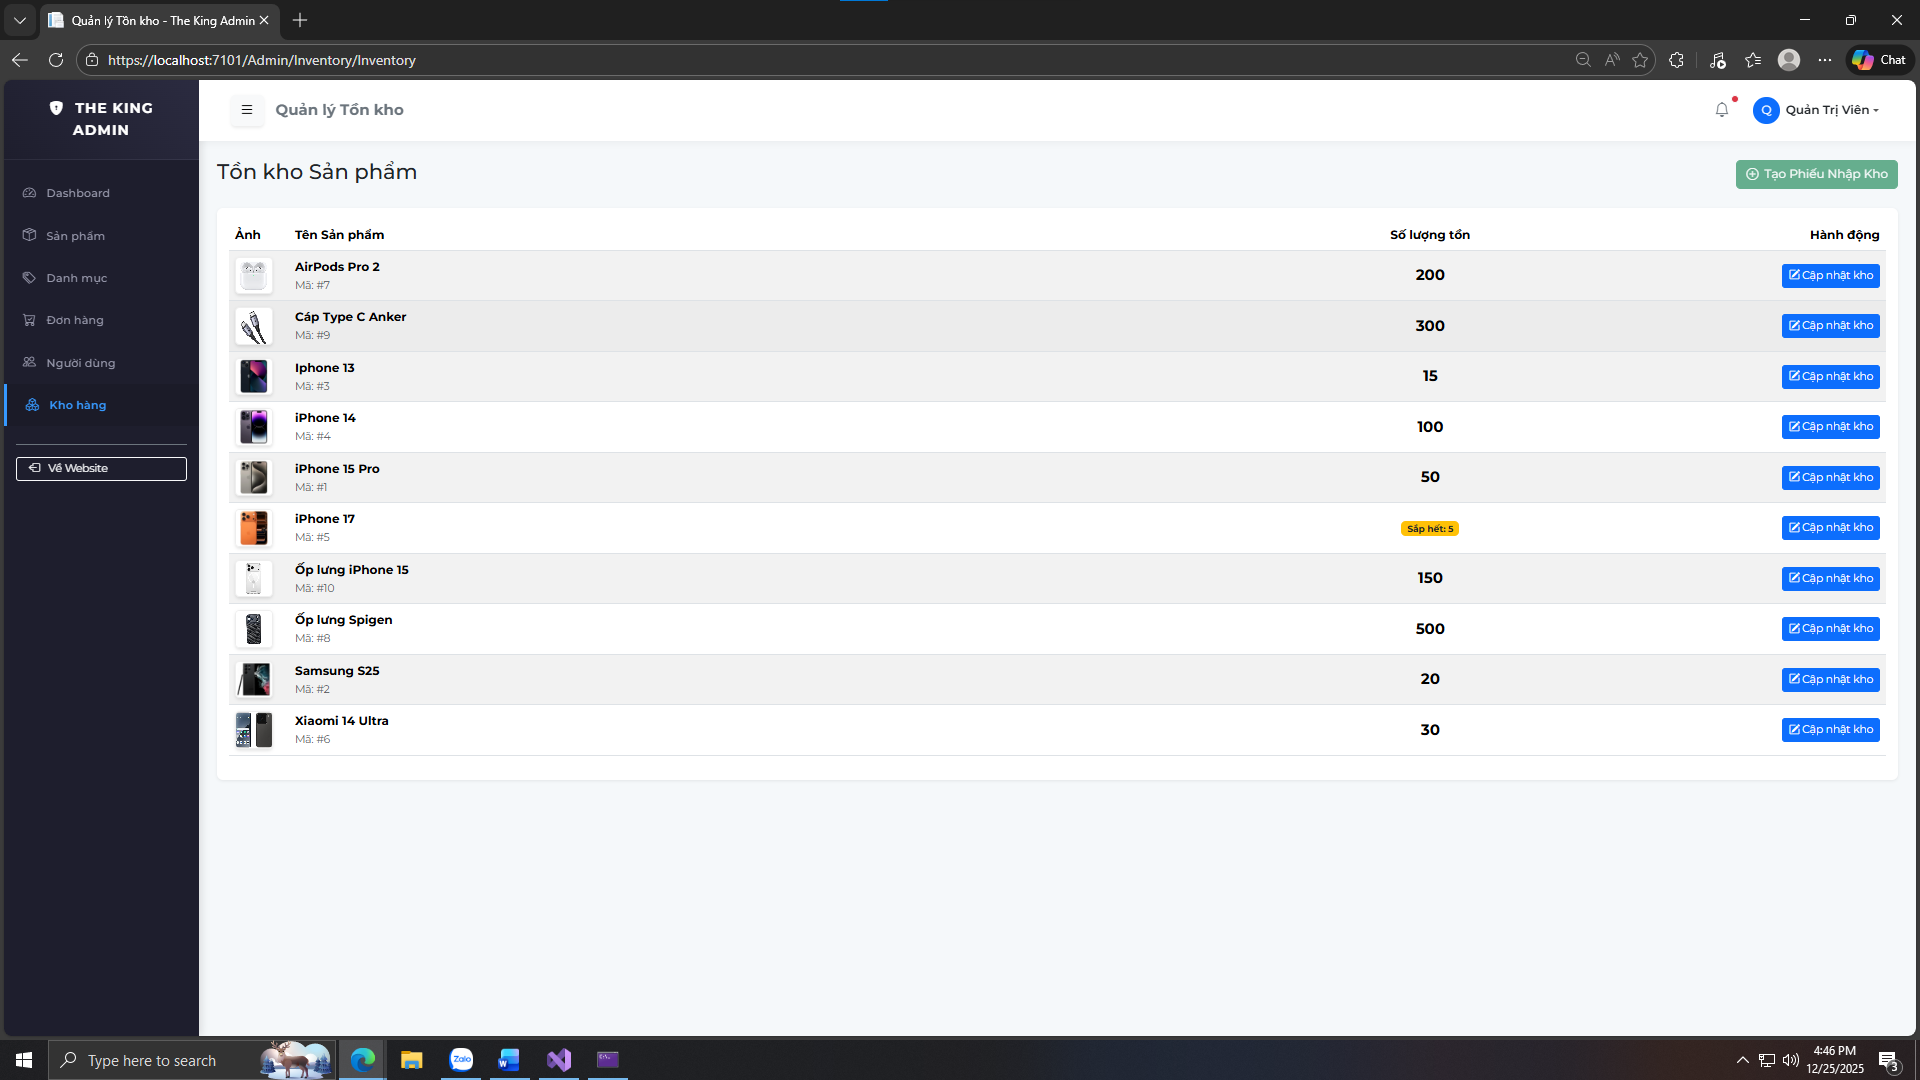 Quản lý Tồn kho - The King Admin
https://localhost:7101/Admin/Inventory/Inventory
Chat
THE KING
ADMIN
Quản lý Tồn kho
Q
Quản Trị Viên
Dashboard
Sản phẩm
Danh mục
Đơn hàng
Người dùng
Kho hàng
Về Website
Tồn kho Sản phẩm
Tạo Phiếu Nhập Kho
Ảnh Tên Sản phẩm Số lượng tồn Hành động
AirPods Pro 2
Mã: #7
200
Cập nhật kho
Cáp Type C Anker
Mã: #9
300
Cập nhật kho
Iphone 13
Mã: #3
15
Cập nhật kho
iPhone 14
Mã: #4
100
Cập nhật kho
iPhone 15 Pro
Mã: #1
50
Cập nhật kho
iPhone 17
Mã: #5
Sắp hết: 5
Cập nhật kho
Ốp lưng iPhone 15
Mã: #10
150
Cập nhật kho
Ốp lưng Spigen
Mã: #8
500
Cập nhật kho
Samsung S25
Mã: #2
20
Cập nhật kho
Xiaomi 14 Ultra
Mã: #6
30
Cập nhật kho
Type here to search
Zalo
4:46 PM
12/25/2025
3